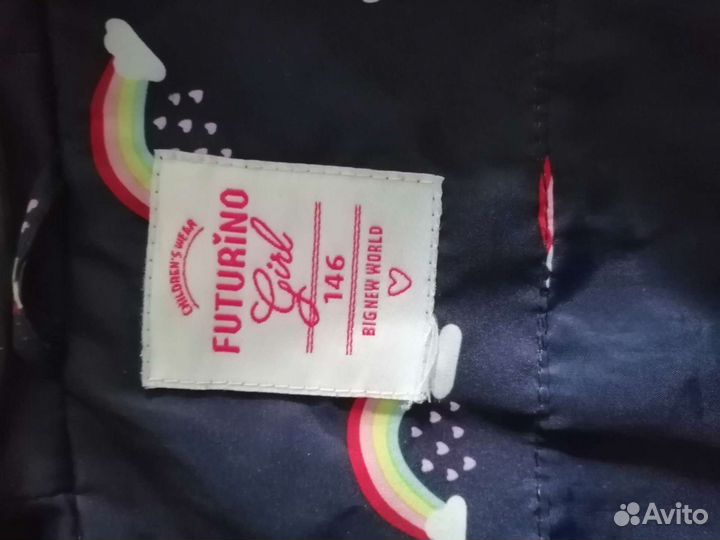 CHILDREN'S WEAR
FUTURiNO
Girl
146
BIG NEW WORLD
Avito